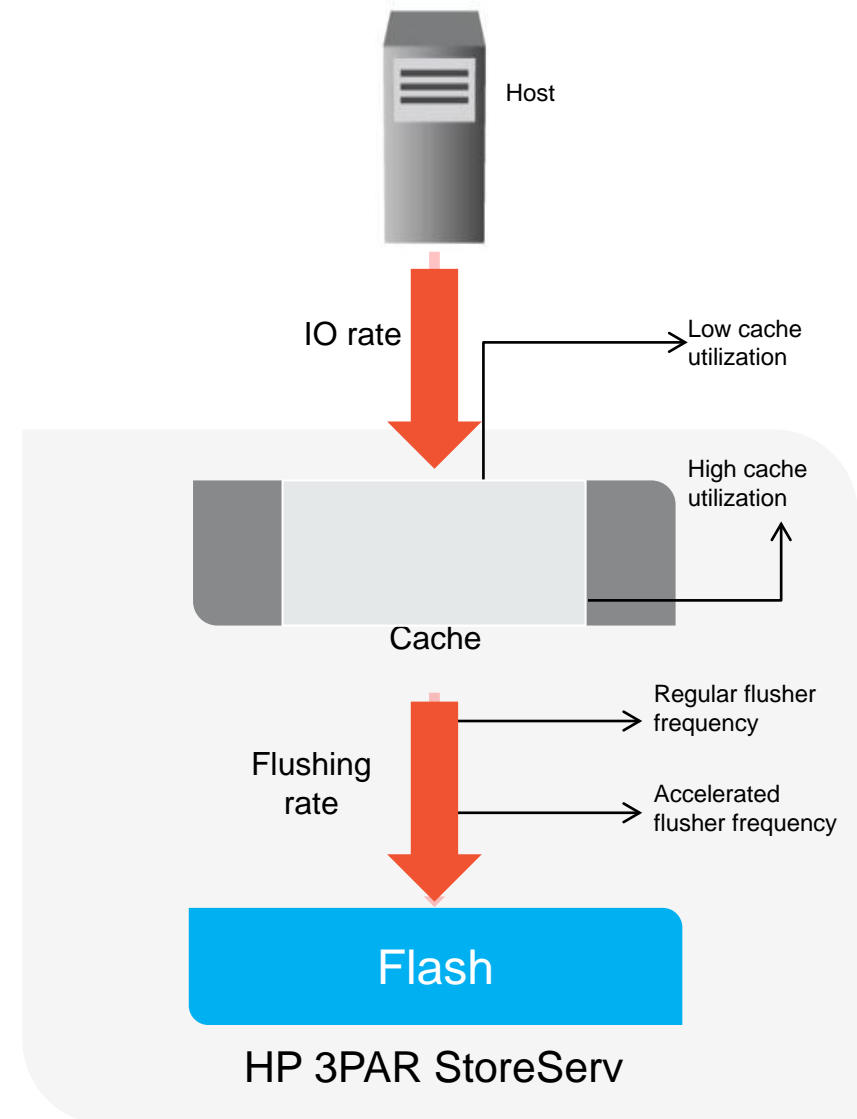 Host
IO rate
Low cache
utilization
High cache
utilization
Cache
Regular flusher
frequency
Flushing
rate
Accelerated
flusher frequency
Flash
HP 3PAR StoreServ